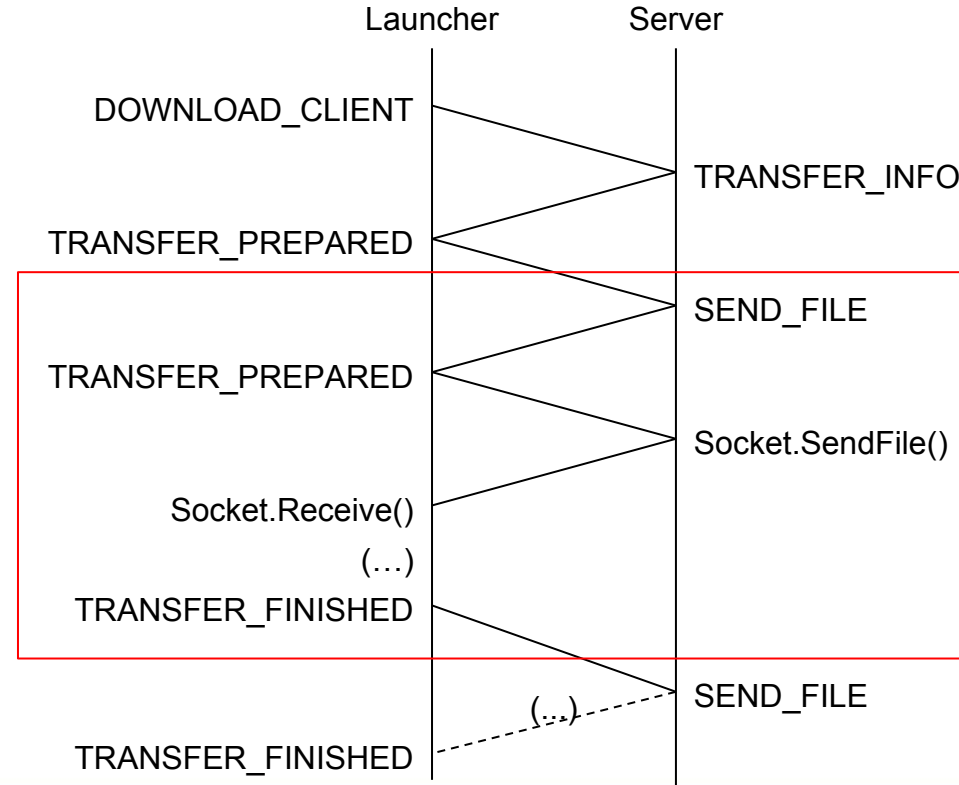 Launcher Server
DOWNLOAD_CLIENT
TRANSFER_INFO
TRANSFER_PREPARED
SEND_FILE
TRANSFER_PREPARED
Socket.SendFile()
Socket.Receive()
(…)
TRANSFER_FINISHED
SEND_FILE
(...)
TRANSFER_FINISHED